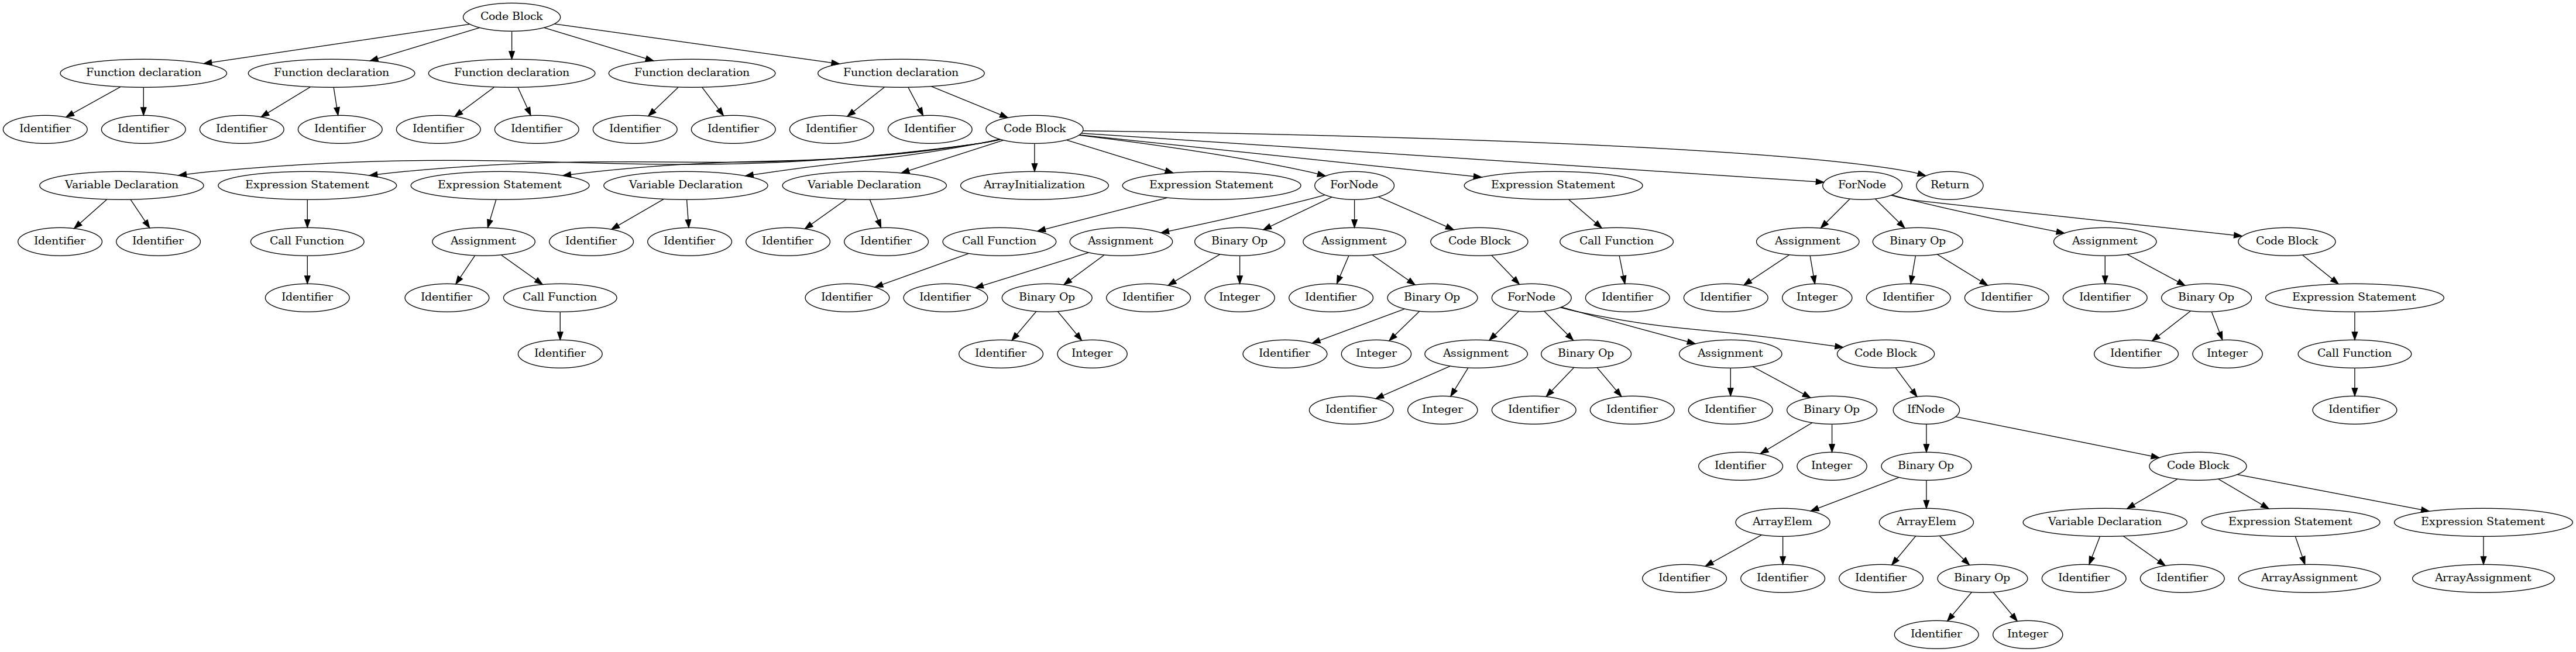 Code Block
Function declaration Function declaration Function declaration Function declaration Function declaration
Identifier Identifier Identifier Identifier Identifier Identifier Identifier Identifier Identifier Identifier Code Block
Variable Declaration Expression Statement Expression Statement Variable Declaration Variable Declaration ArrayInitialization Expression Statement ForNode Expression Statement ForNode Return
Identifier Identifier Call Function Assignment Identifier Identifier Identifier Identifier Call Function Assignment Binary Op Assignment Code Block Call Function Assignment Binary Op Assignment Code Block
Identifier Identifier Call Function Identifier Identifier Binary Op Identifier Integer Identifier Binary Op ForNode Identifier Identifier Integer Identifier Identifier Identifier Binary Op Expression Statement
Identifier Identifier Integer Identifier Integer Assignment Binary Op Assignment Code Block Identifier Integer Call Function
Identifier Integer Identifier Identifier Identifier Binary Op IfNode Identifier
Identifier Integer Binary Op Code Block
ArrayElem ArrayElem Variable Declaration Expression Statement Expression Statement
Identifier Identifier Identifier Binary Op Identifier Identifier ArrayAssignment ArrayAssignment
Identifier Integer